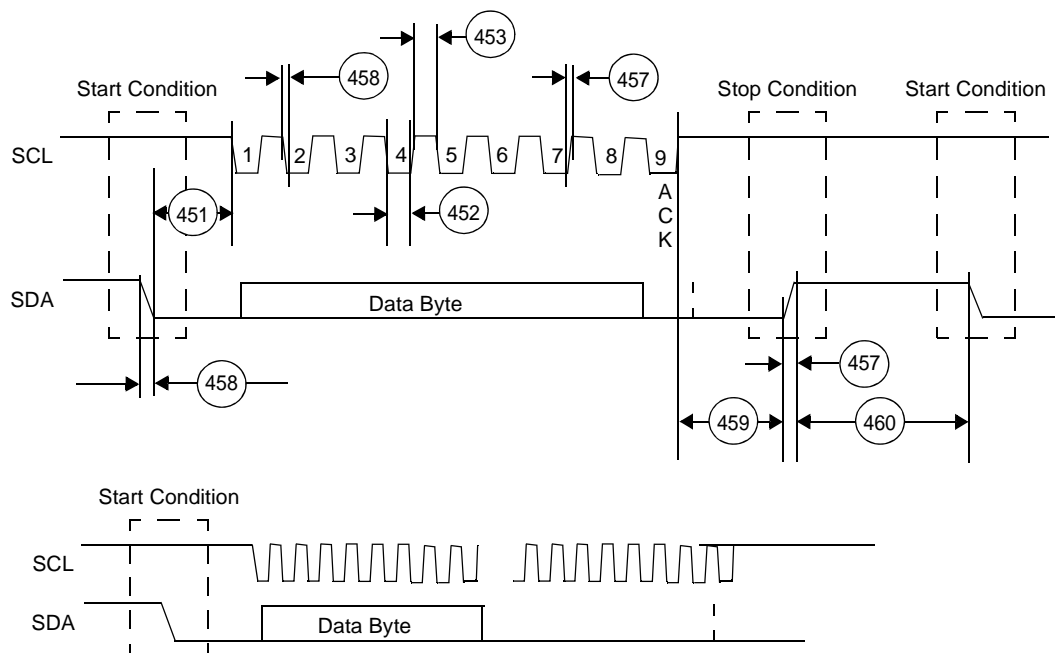 453
458
457
Start Condition
Stop Condition
Start Condition
SCL
1 2 3 4 5 6 7 8 9
A
C
K
451
452
SDA
Data Byte
458
457
459
460
Start Condition
SCL
SDA
Data Byte